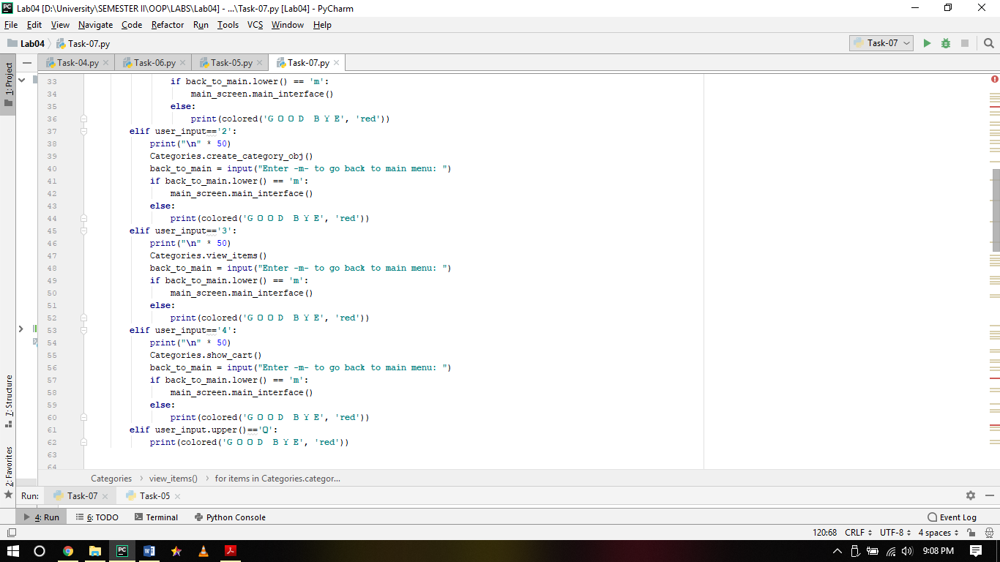 Lab04 [D:\University\SEMESTER II\OOP\LABS\Lab04] - ...\Task-07.py [Lab04] - PyCharm
File Edit View Navigate Code Refactor Run Tools VCS Window Help
Lab04 Task-07.py Task-07
Task-04.py Task-06.py Task-05.py Task-07.py
1: Project
7: Structure
2: Favorites
33 if back_to_main.lower() == 'm':
34 main_screen.main_interface()
35 else:
36 print(colored('G O O D  B Y E', 'red'))
37 elif user_input=='2':
38 print("\n" * 50)
39 Categories.create_category_obj()
40 back_to_main = input("Enter -m- to go back to main menu: ")
41 if back_to_main.lower() == 'm':
42 main_screen.main_interface()
43 else:
44 print(colored('G O O D  B Y E', 'red'))
45 elif user_input=='3':
46 print("\n" * 50)
47 Categories.view_items()
48 back_to_main = input("Enter -m- to go back to main menu: ")
49 if back_to_main.lower() == 'm':
50 main_screen.main_interface()
51 else:
52 print(colored('G O O D  B Y E', 'red'))
53 elif user_input=='4':
54 print("\n" * 50)
55 Categories.show_cart()
56 back_to_main = input("Enter -m- to go back to main menu: ")
57 if back_to_main.lower() == 'm':
58 main_screen.main_interface()
59 else:
60 print(colored('G O O D  B Y E', 'red'))
61 elif user_input.upper()=='Q':
62 print(colored('G O O D  B Y E', 'red'))
63
64
Categories view_items() for items in Categories.categor...
Run: Task-07 Task-05
4: Run 6: TODO Terminal Python Console Event Log
120:68 CRLF UTF-8 4 spaces
9:08 PM